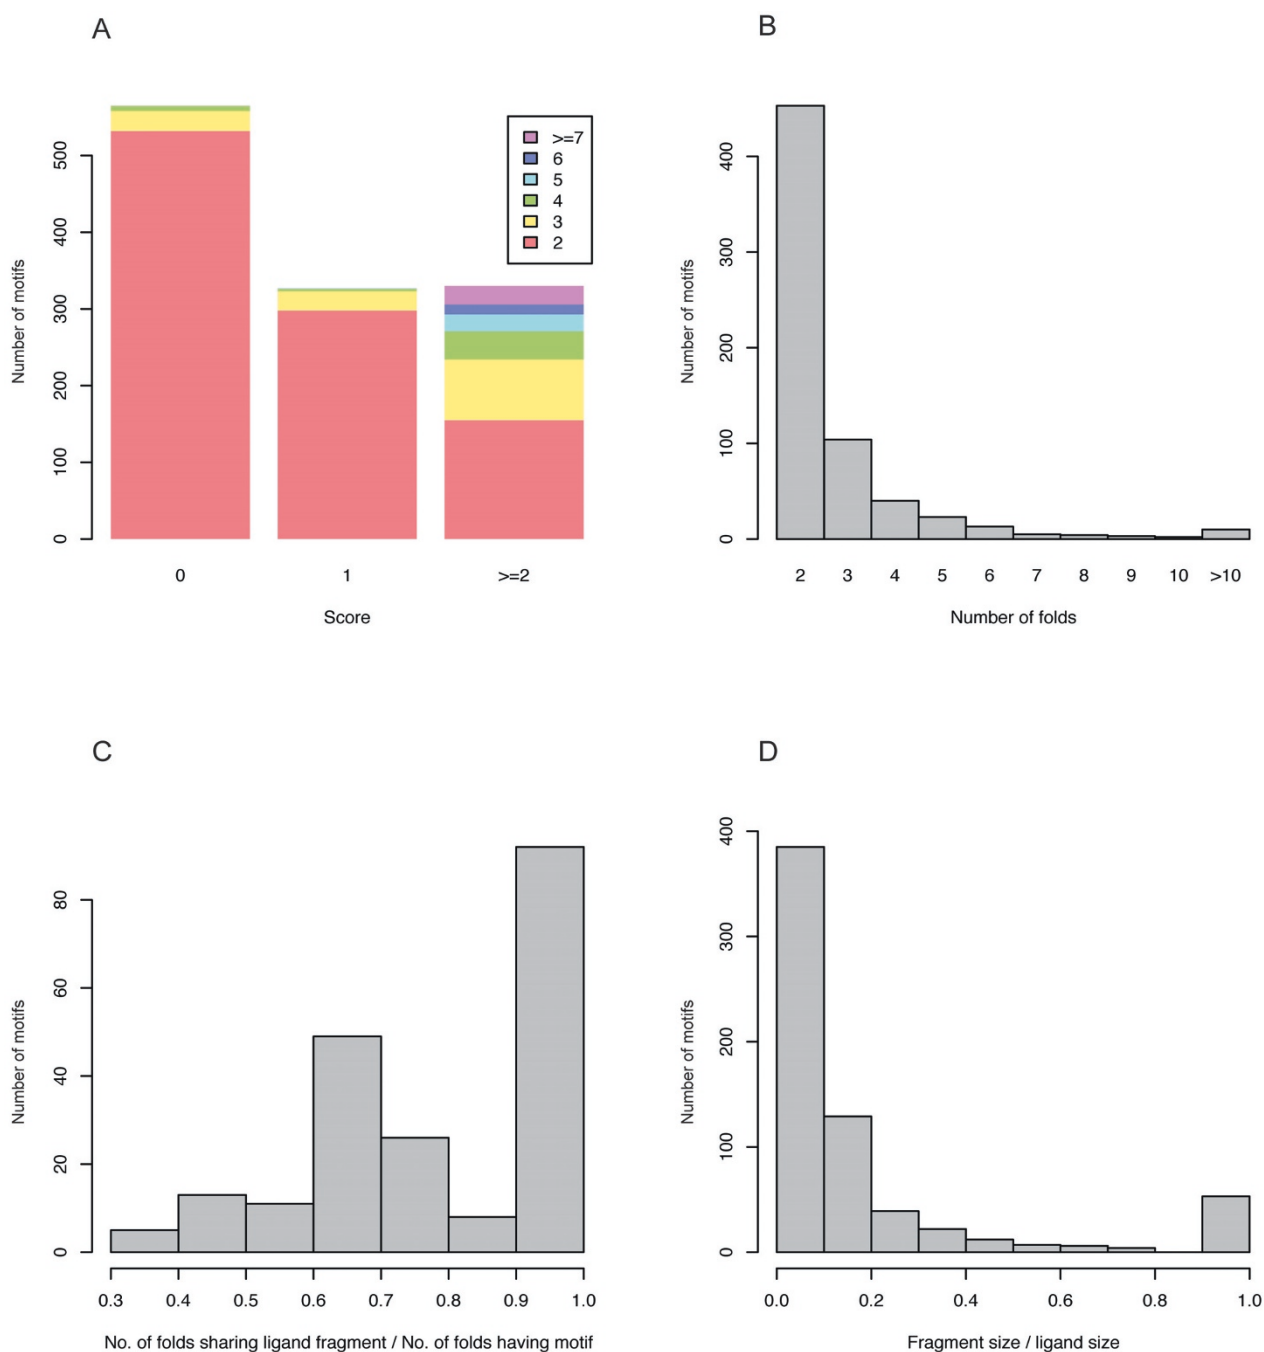 A
Number of motifs
500
400
300
200
100
0
>=7
6
5
4
3
2
0 1 >=2
Score
B
Number of motifs
400
300
200
100
0
2 3 4 5 6 7 8 9 10 >10
Number of folds
C
Number of motifs
80
60
40
20
0
0.3 0.4 0.5 0.6 0.7 0.8 0.9 1.0
No. of folds sharing ligand fragment / No. of folds having motif
D
Number of motifs
400
300
200
100
0
0.0 0.2 0.4 0.6 0.8 1.0
Fragment size / ligand size